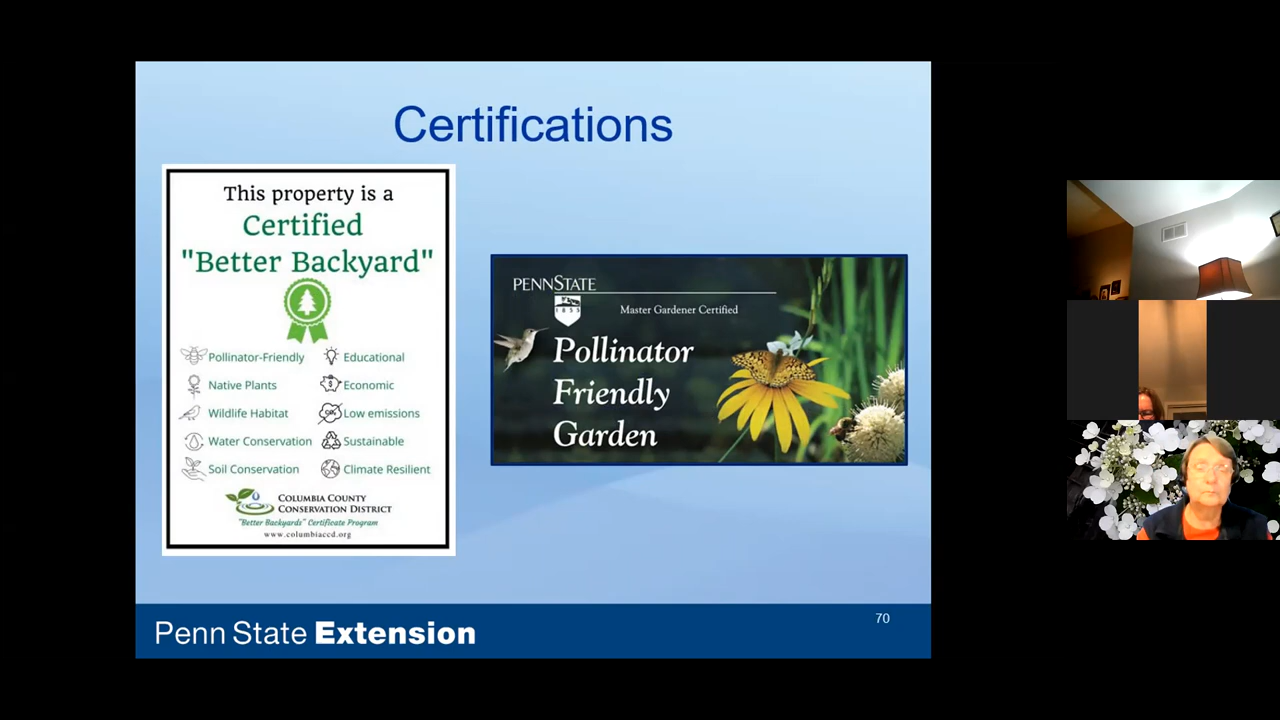 Certifications
This property is a
Certified
"Better Backyard"
Pollinator-Friendly
Educational
Native Plants
Economic
Wildlife Habitat
Low emissions
Water Conservation
Sustainable
Soil Conservation
Climate Resilient
COLUMBIA COUNTY
CONSERVATION DISTRICT
"Better Backyards" Certificate Program
www.columbiaccd.org
PENNSTATE
1855
Master Gardener Certified
Pollinator
Friendly
Garden
70
Penn State Extension